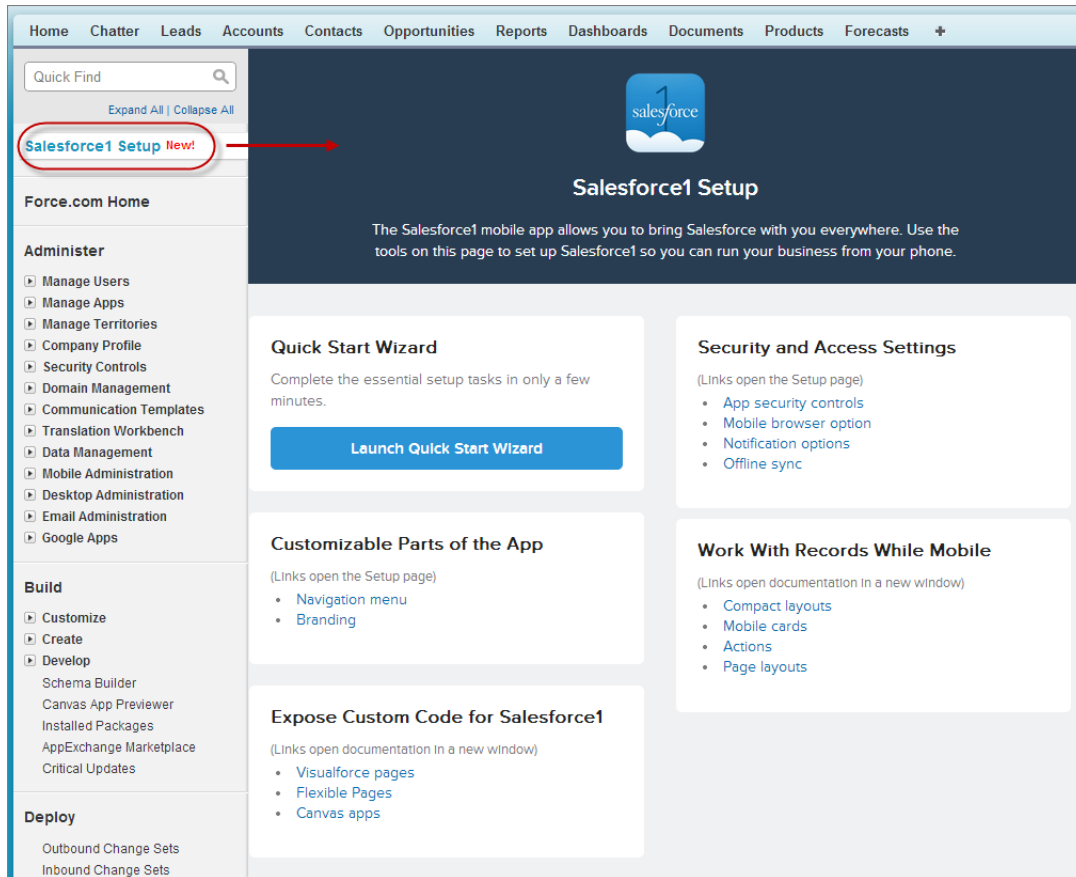 Home Chatter Leads Accounts Contacts Opportunities Reports Dashboards Documents Products Forecasts +
Quick Find
Expand All | Collapse All
Salesforce1 Setup New!
Force.com Home
Administer
Manage Users
Manage Apps
Manage Territories
Company Profile
Security Controls
Domain Management
Communication Templates
Translation Workbench
Data Management
Mobile Administration
Desktop Administration
Email Administration
Google Apps
Build
Customize
Create
Develop
Schema Builder
Canvas App Previewer
Installed Packages
AppExchange Marketplace
Critical Updates
Deploy
Outbound Change Sets
Inbound Change Sets
1
salesforce
Salesforce1 Setup
The Salesforce1 mobile app allows you to bring Salesforce with you everywhere. Use the
tools on this page to set up Salesforce1 so you can run your business from your phone.
Quick Start Wizard
Complete the essential setup tasks in only a few
minutes.
Launch Quick Start Wizard
Customizable Parts of the App
(Links open the Setup page)
• Navigation menu
• Branding
Expose Custom Code for Salesforce1
(Links open documentation in a new window)
• Visualforce pages
• Flexible Pages
• Canvas apps
Security and Access Settings
(Links open the Setup page)
• App security controls
• Mobile browser option
• Notification options
• Offline sync
Work With Records While Mobile
(Links open documentation in a new window)
• Compact layouts
• Mobile cards
• Actions
• Page layouts